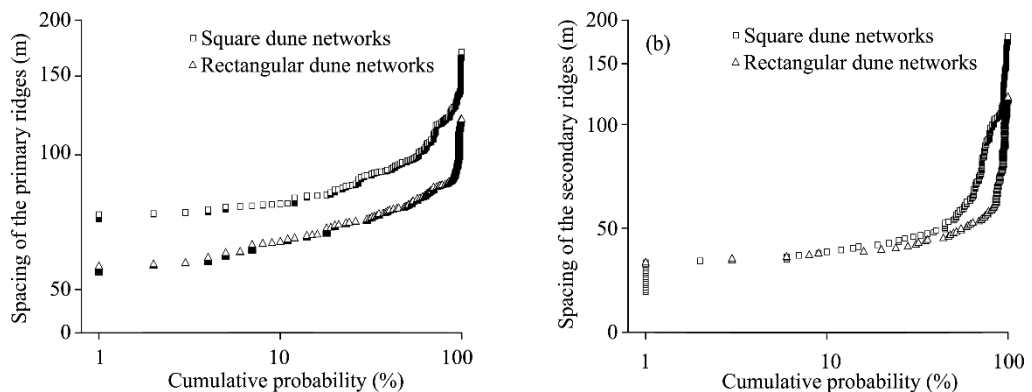 200
150
100
50
0
Spacing of the primary ridges (m)
□ Square dune networks
△ Rectangular dune networks
1
10
100
Cumulative probability (%)
(b)
200
150
100
50
0
Spacing of the secondary ridges (m)
□ Square dune networks
△ Rectangular dune networks
1
10
100
Cumulative probability (%)